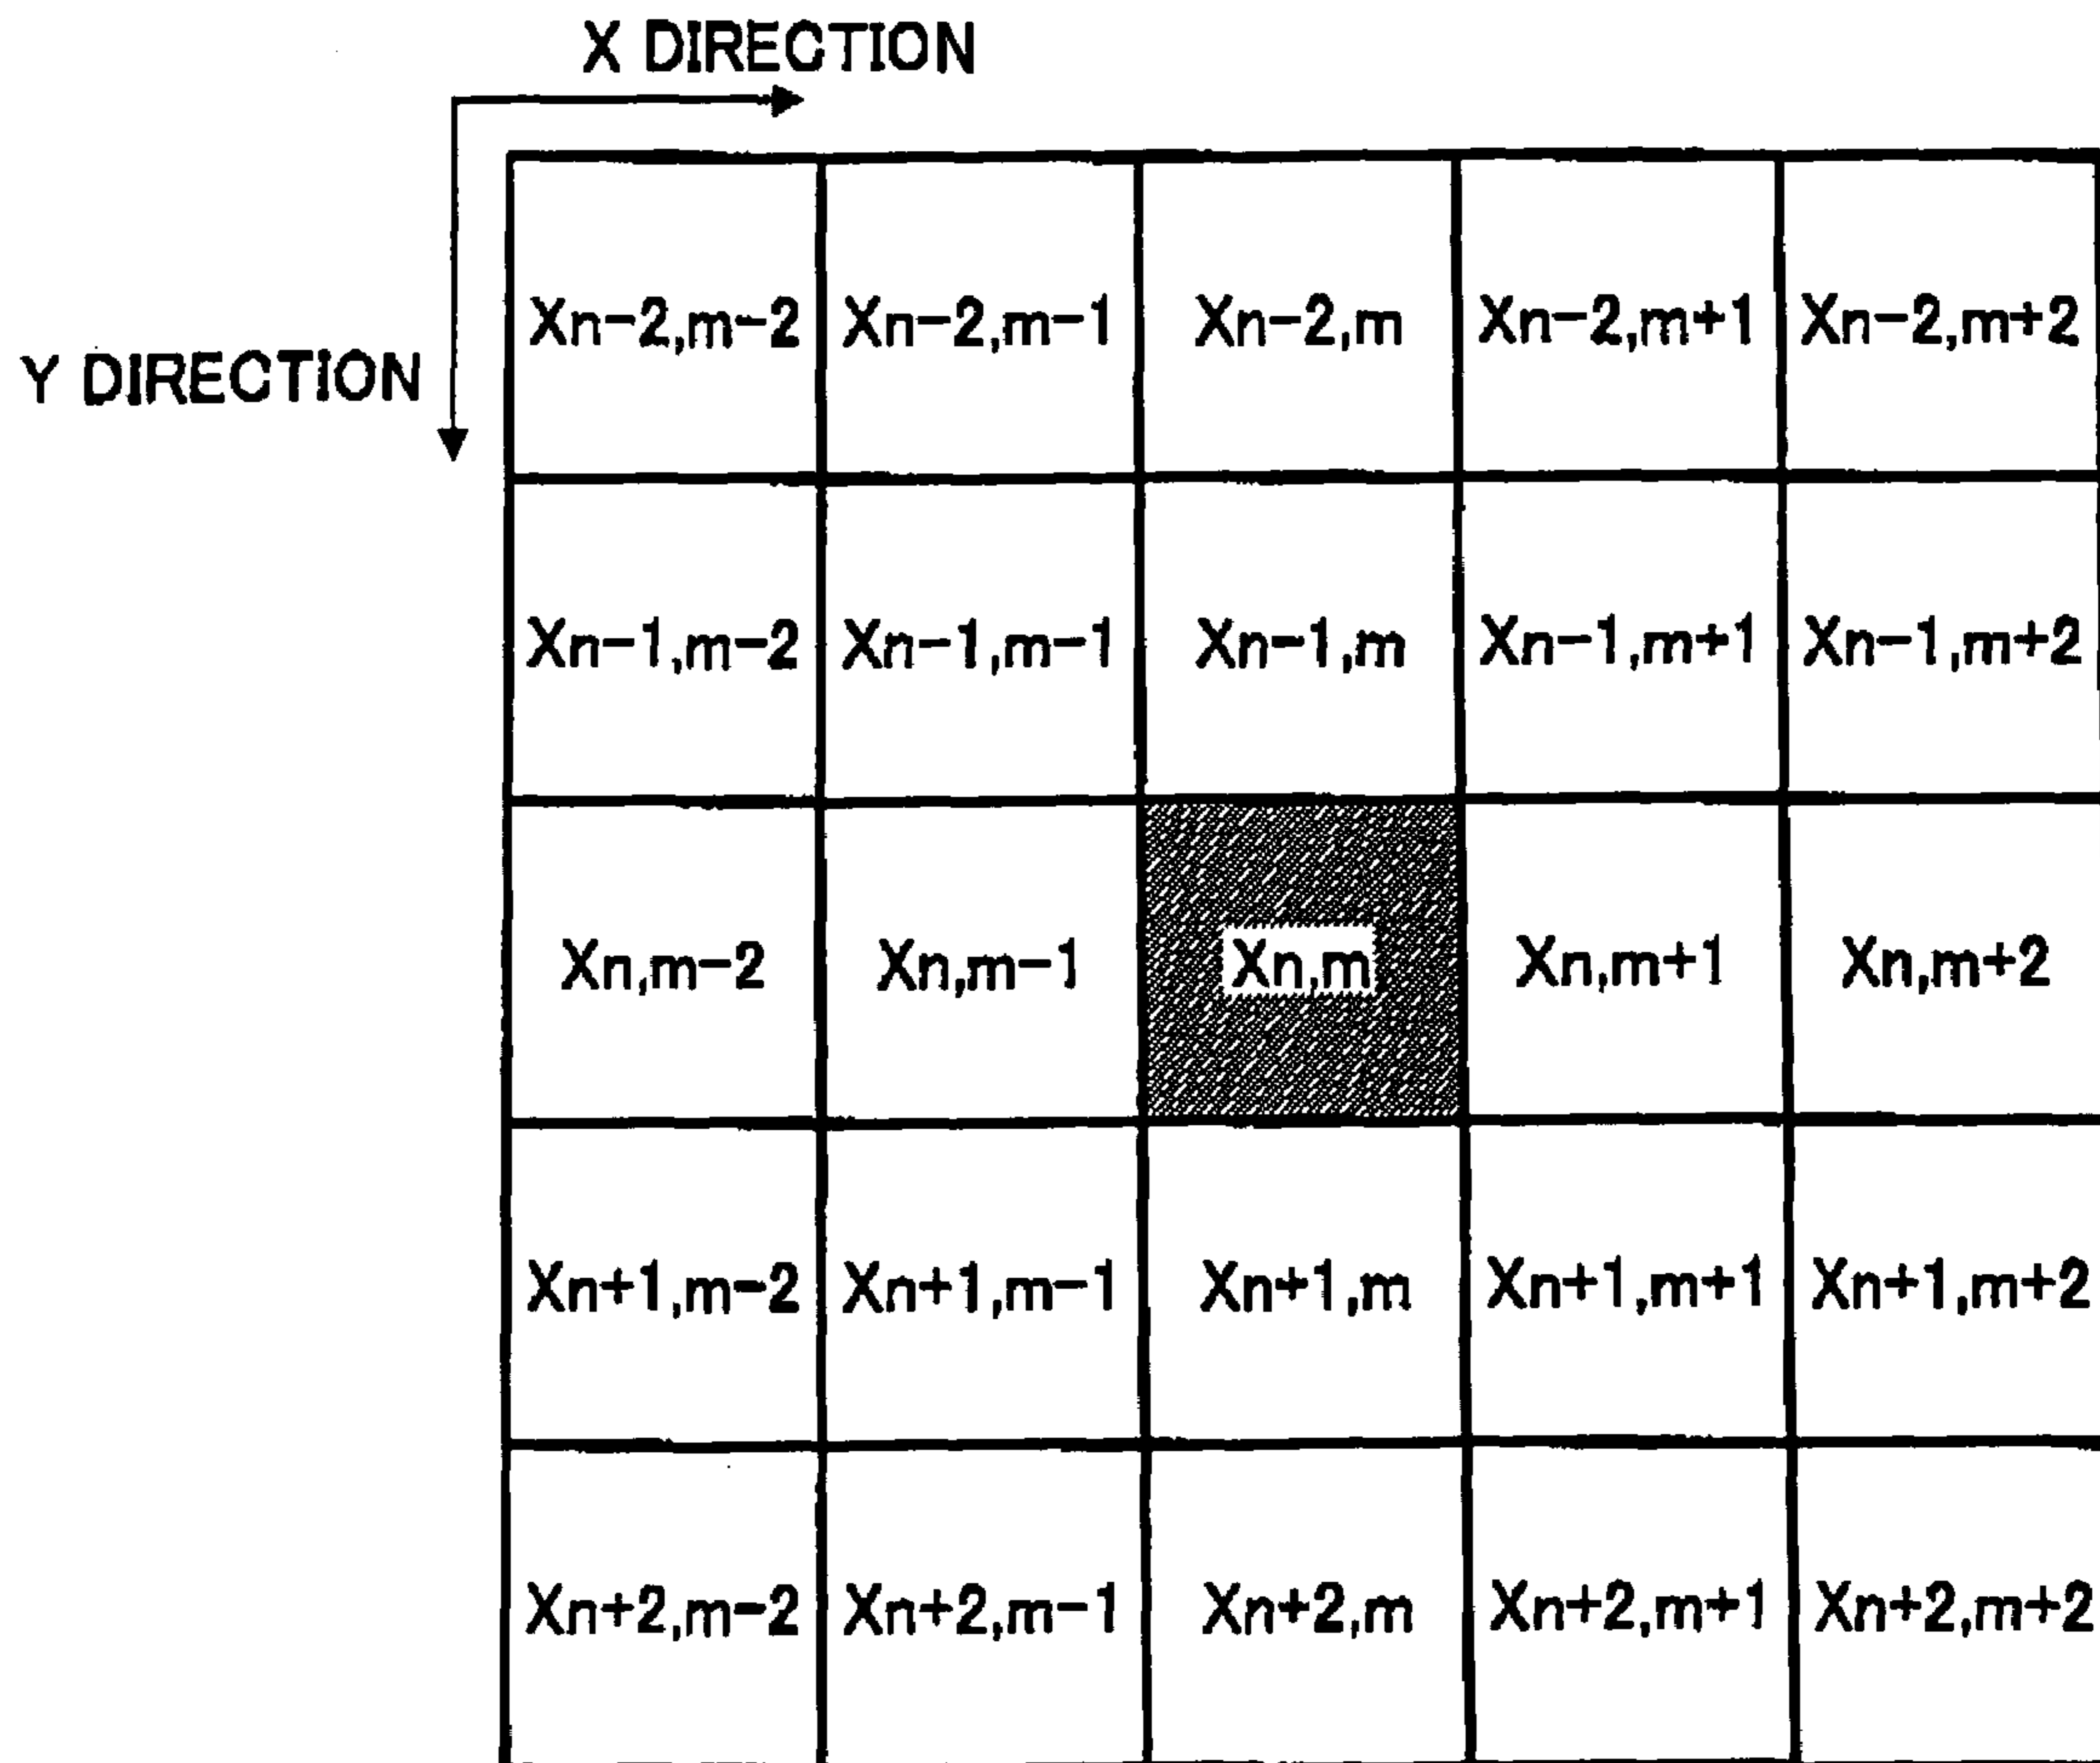 X DIRECTION
Y DIRECTION
Xn-2,m-2 Xn-2,m-1 Xn-2,m Xn-2,m+1 Xn-2,m+2
Xn-1,m-2 Xn-1,m-1 Xn-1,m Xn-1,m+1 Xn-1,m+2
Xn,m-2 Xn,m-1 Xn,m Xn,m+1 Xn,m+2
Xn+1,m-2 Xn+1,m-1 Xn+1,m Xn+1,m+1 Xn+1,m+2
Xn+2,m-2 Xn+2,m-1 Xn+2,m Xn+2,m+1 Xn+2,m+2